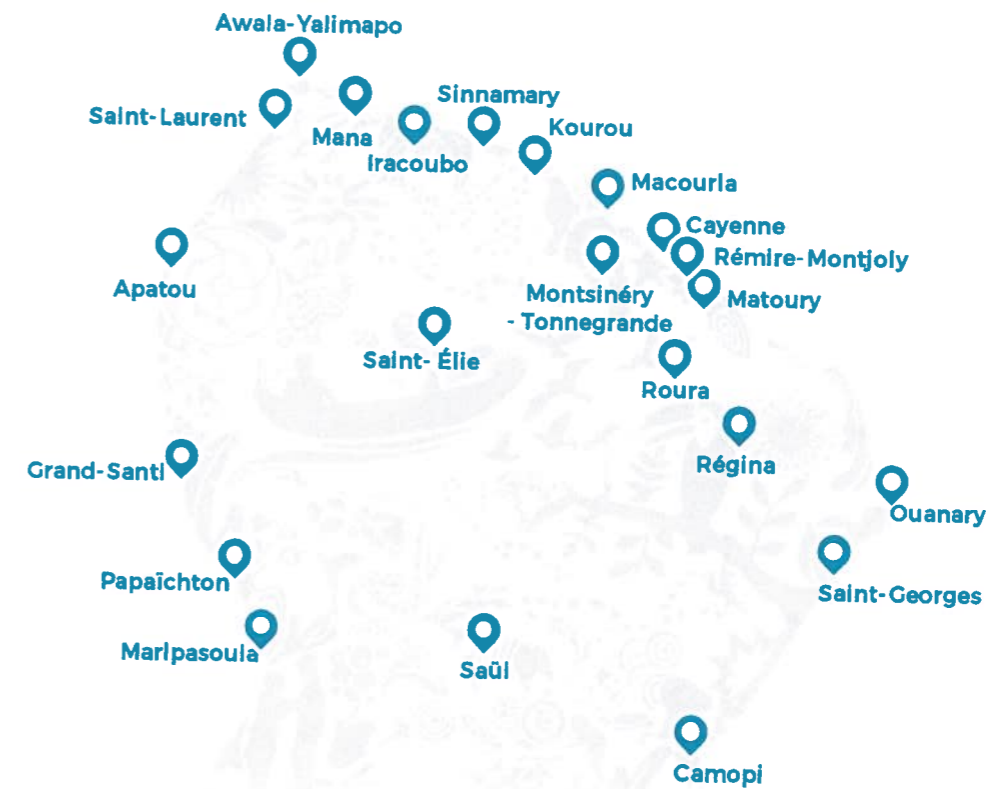 Awala-Yalimapo
Sinnamary
Saint-Laurent
Kourou
Mana
Iracoubo
Macouria
Cayenne
Rémire-Montjoly
Apatou
Montsinéry
Matoury
- Tonnegrande
Saint- Élie
Roura
Régina
Grand-Santi
Ouanary
Papaïchton
Saint-Georges
Maripasoula
Saül
Camopi